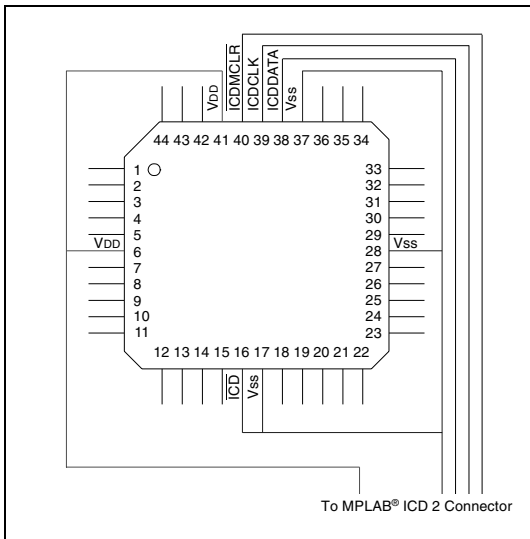 VDD
ICDMCLR
ICDCLK
ICDDATA
VSS
44 43 42 41 40 39 38 37 36 35 34
1
2
3
4
5
VDD
6
7
8
9
10
11
33
32
31
30
29
VSS
28
27
26
25
24
23
12 13 14 15 16 17 18 19 20 21 22
ICD
VSS
To MPLAB® ICD 2 Connector